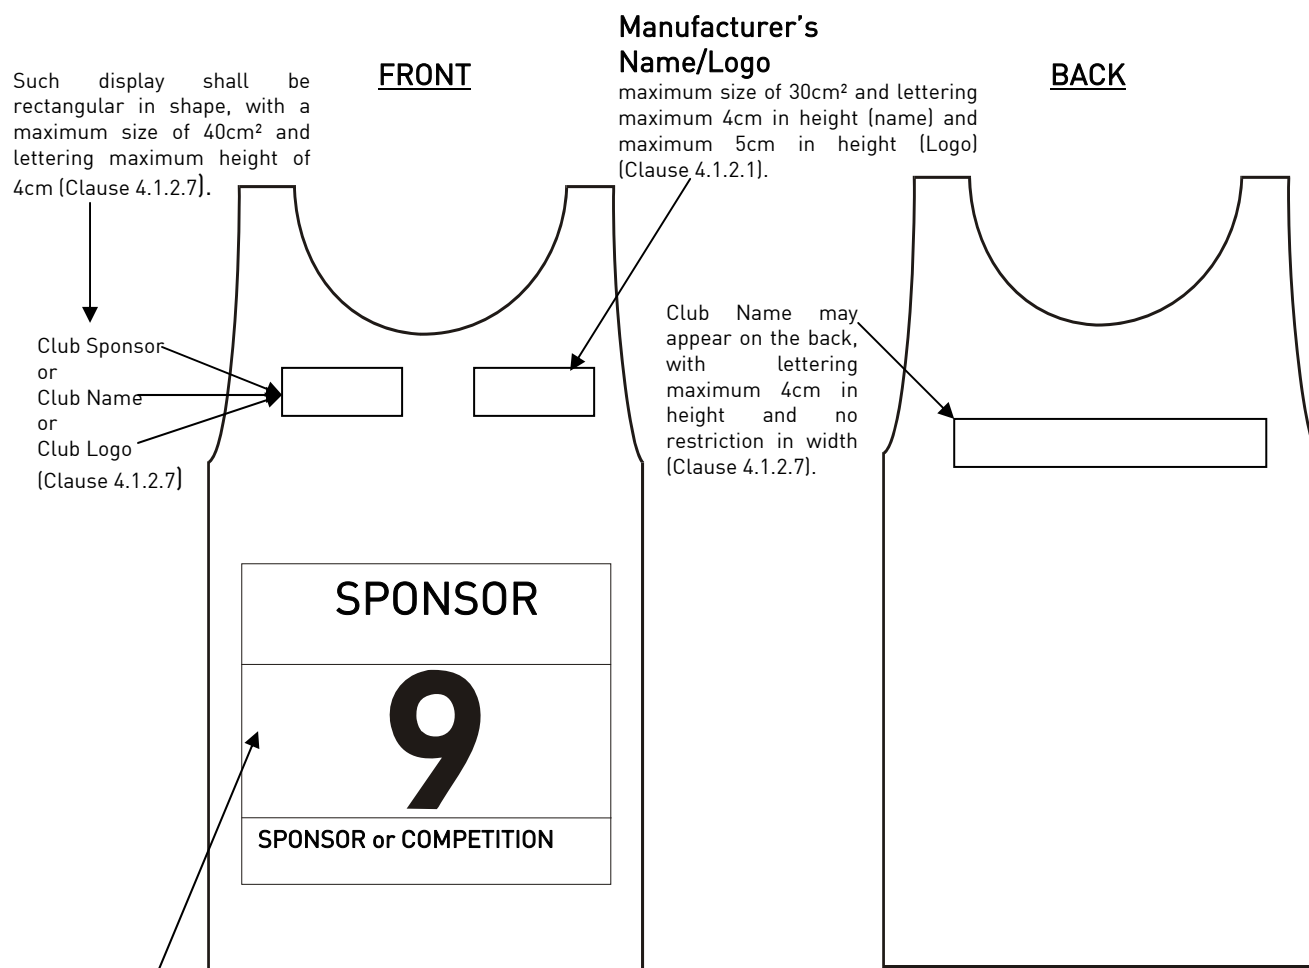 Such display shall be
rectangular in shape, with a
maximum size of 40cm² and
lettering maximum height of
4cm (Clause 4.1.2.7).
FRONT
Manufacturer’s
Name/Logo
maximum size of 30cm² and lettering
maximum 4cm in height (name) and
maximum 5cm in height (Logo)
(Clause 4.1.2.1).
BACK
Club Sponsor
or
Club Name
or
Club Logo
(Clause 4.1.2.7)
Club Name may
appear on the back,
with lettering
maximum 4cm in
height and no
restriction in width
(Clause 4.1.2.7).
SPONSOR
9
SPONSOR or COMPETITION